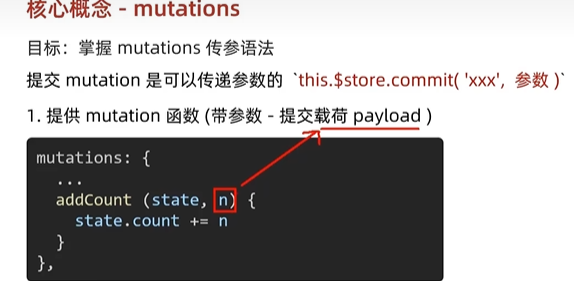 核心概念 - mutations
目标：掌握 mutations 传参语法
提交 mutation 是可以传递参数的 `this.$store.commit( 'xxx', 参数 )`
1. 提供 mutation 函数 (带参数 - 提交载荷 payload )
mutations: {
...
addCount (state, n) {
state.count += n
}
},